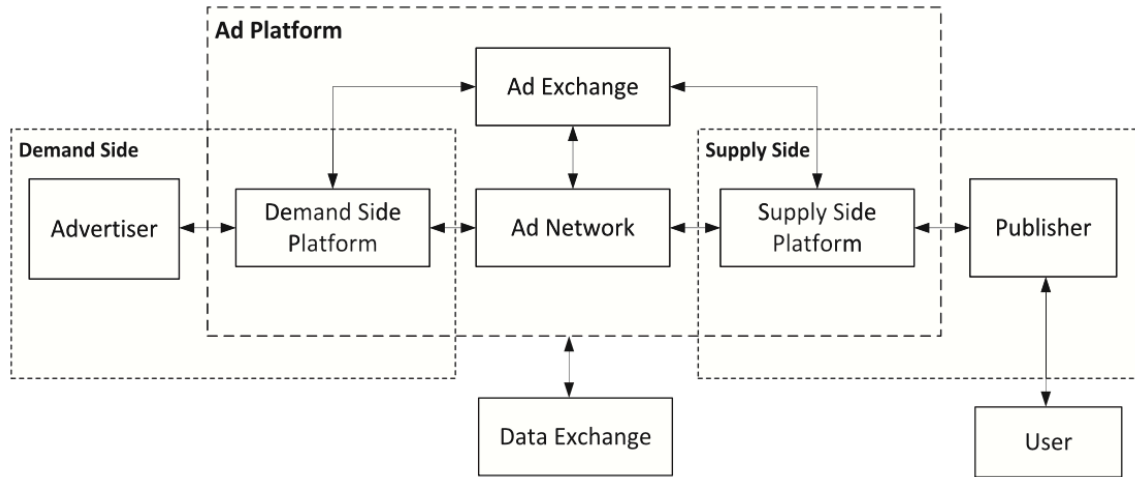 Ad Platform
Ad Exchange
Demand Side
Supply Side
Advertiser
Demand Side
Platform
Ad Network
Supply Side
Platform
Publisher
Data Exchange
User